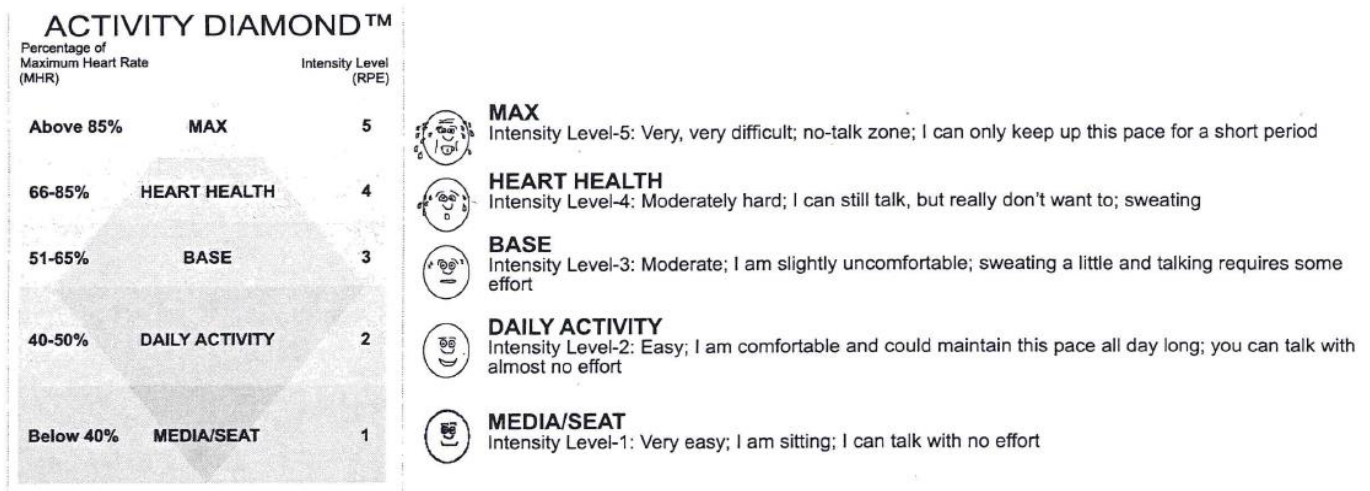 ACTIVITY DIAMOND™
Percentage of
Maximum Heart Rate
(MHR)
Intensity Level
(RPE)
Above 85% MAX 5
66-85% HEART HEALTH 4
51-65% BASE 3
40-50% DAILY ACTIVITY 2
Below 40% MEDIA/SEAT 1
MAX
Intensity Level-5: Very, very difficult; no-talk zone; I can only keep up this pace for a short period
HEART HEALTH
Intensity Level-4: Moderately hard; I can still talk, but really don't want to; sweating
BASE
Intensity Level-3: Moderate; I am slightly uncomfortable; sweating a little and talking requires some
effort
DAILY ACTIVITY
Intensity Level-2: Easy; I am comfortable and could maintain this pace all day long; you can talk with
almost no effort
MEDIA/SEAT
Intensity Level-1: Very easy; I am sitting; I can talk with no effort